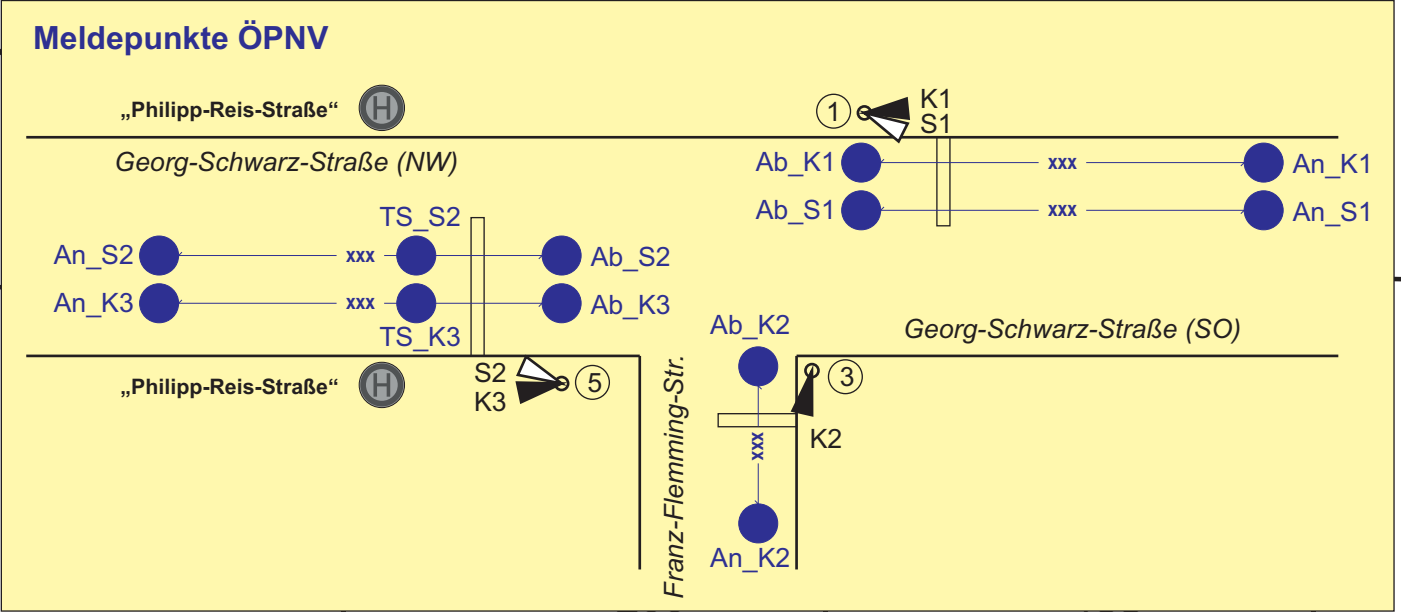 Meldepunkte ÖPNV
„Philipp-Reis-Straße“ H
1 K1
S1
Georg-Schwarz-Straße (NW)
Ab_K1 xxx An_K1
Ab_S1 xxx An_S1
TS_S2
An_S2 xxx Ab_S2
An_K3 xxx Ab_K3
TS_K3
Ab_K2
Georg-Schwarz-Straße (SO)
„Philipp-Reis-Straße“ H
S2
K3
5
Franz-Flemming-Str.
3
K2
xxx
An_K2